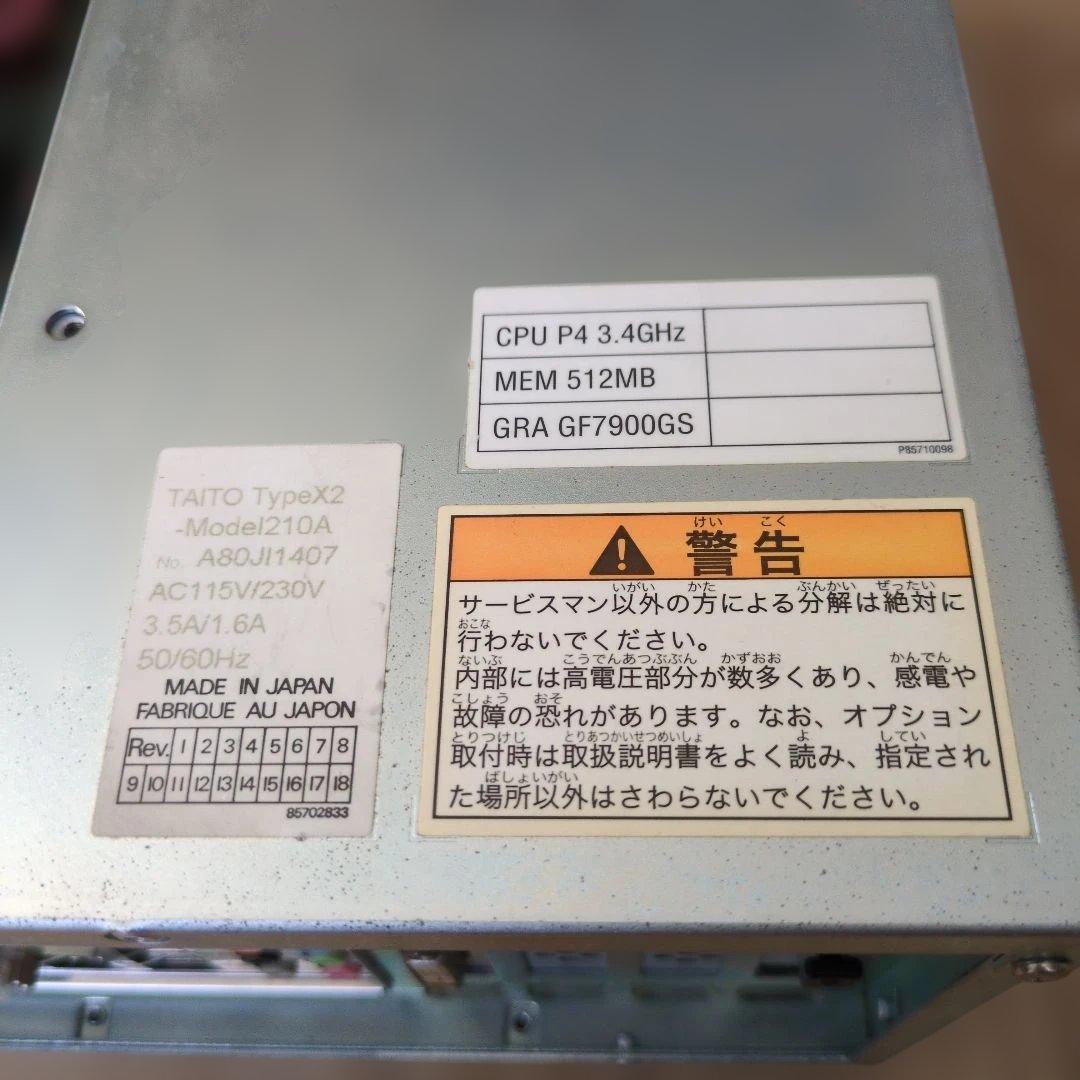 CPU P4 3.4GHz
MEM 512MB
GRA GF7900GS
P85710098
TAITO TypeX2
-Model210A
No. A80JI1407
AC115V/230V
3.5A/1.6A
50/60Hz
MADE IN JAPAN
FABRIQUE AU JAPON
Rev. 1 2 3 4 5 6 7 8
9 10 11 12 13 14 15 16 17 18
85702833
けい こく
警告
いがい かた ぶんかい ぜったい
サービスマン以外の方による分解は絶対に
おこな
行わないでください。
ないぶ こうでんあつぶぶん かずおお かんでん
内部には高電圧部分が数多くあり、感電や
こしょう おそ
故障の恐れがあります。なお、オプション
とりつけじ とりあつかいせつめいしょ よ してい
取付時は取扱説明書をよく読み、指定され
ばしょいがい
た場所以外はさわらないでください。